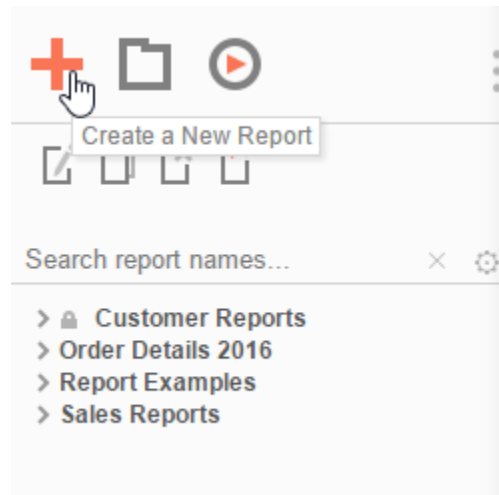 Create a New Report
Search report names...
Customer Reports
Order Details 2016
Report Examples
Sales Reports